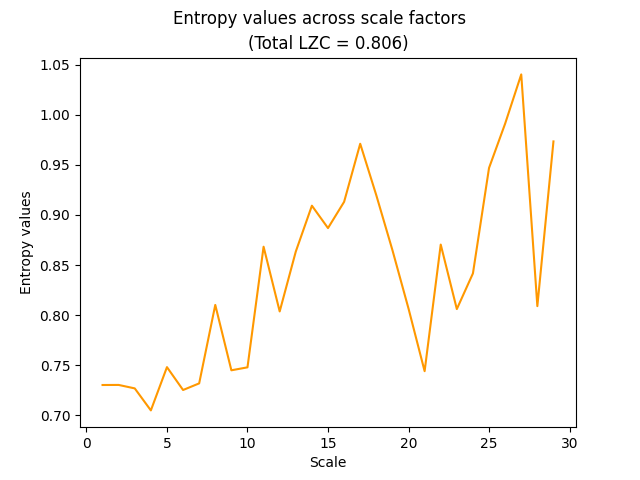 Entropy values across scale factors
(Total LZC = 0.806)
1.05
1.00
0.95
0.90
0.85
0.80
0.75
0.70
Entropy values
0 5 10 15 20 25 30
Scale